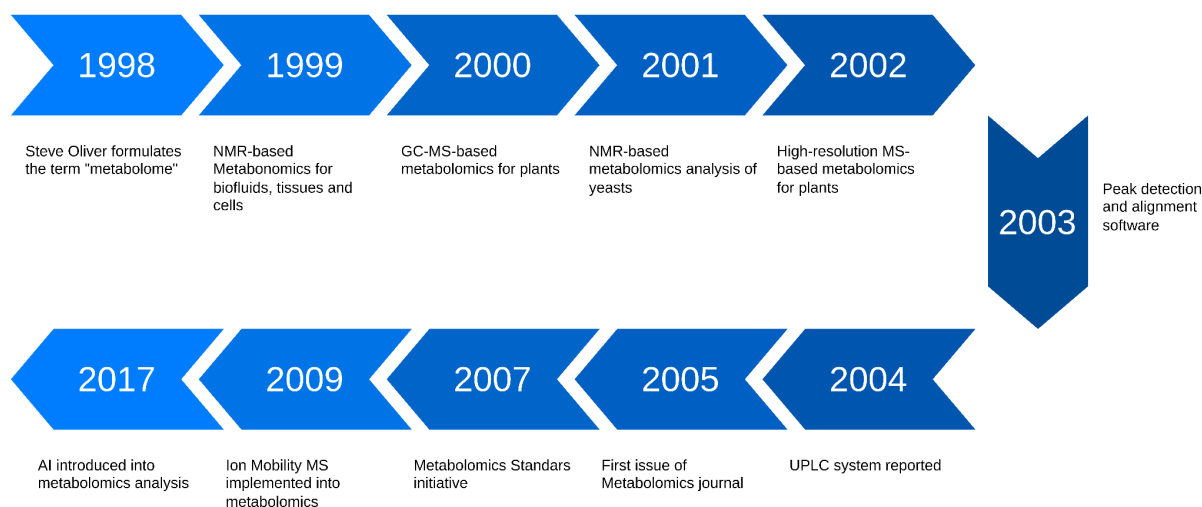 1998
1999
2000
2001
2002
Steve Oliver formulates
the term "metabolome"
NMR-based
Metabonomics for
biofluids, tissues and
cells
GC-MS-based
metabolomics for plants
NMR-based
metabolomics analysis of
yeasts
High-resolution MS-
based metabolomics
for plants
2003
Peak detection
and alignment
software
2017
2009
2007
2005
2004
AI introduced into
metabolomics analysis
Ion Mobility MS
implemented into
metabolomics
Metabolomics Standars
initiative
First issue of
Metabolomics journal
UPLC system reported